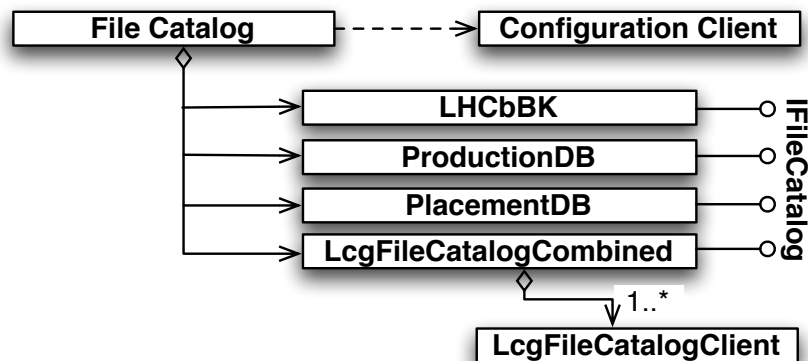 File Catalog
Configuration Client
LHCbBK
ProductionDB
PlacementDB
LcgFileCatalogCombined
IFileCatalog
1..*
LcgFileCatalogClient